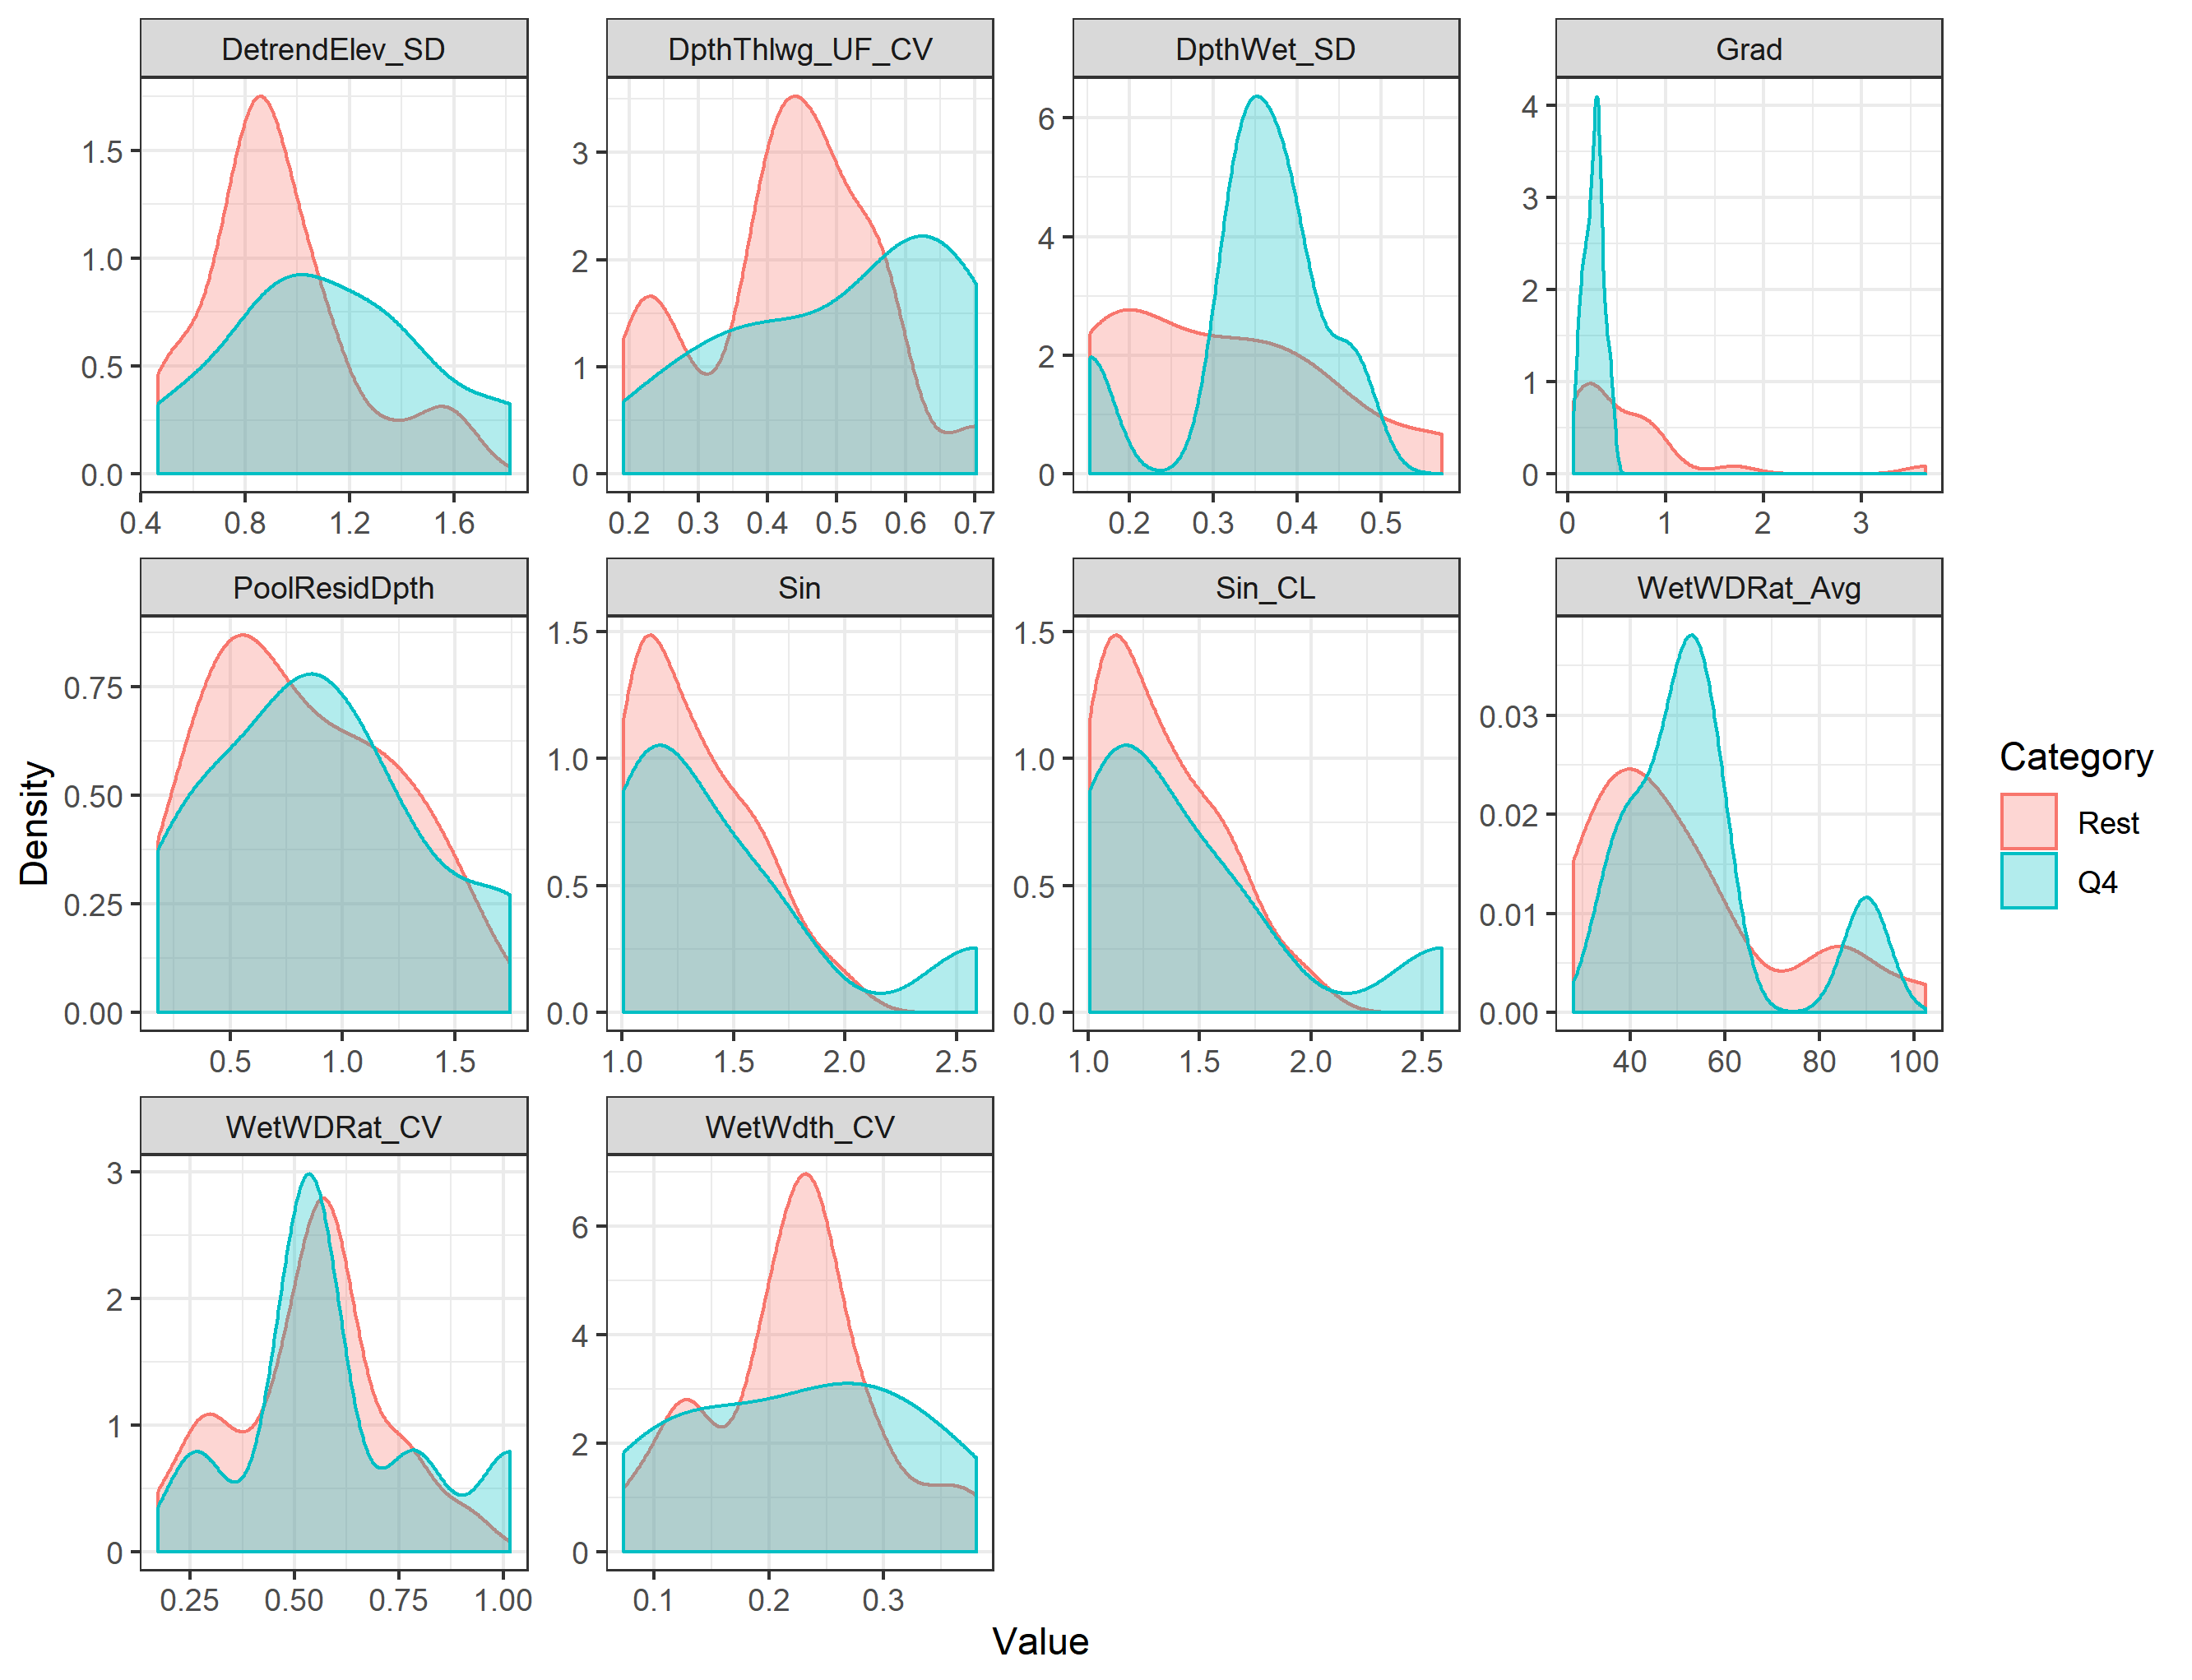 DetrendElev_SD DpthThlwg_UF_CV DpthWet_SD Grad
1.5 1.0 0.5 0.0
3 2 1 0
6 4 2 0
4 3 2 1 0
0.4 0.8 1.2 1.6
0.2 0.3 0.4 0.5 0.6 0.7
0.2 0.3 0.4 0.5
0 1 2 3
PoolResidDpth Sin Sin_CL WetWDRat_Avg
0.75 0.50 0.25 0.00
1.5 1.0 0.5 0.0
1.5 1.0 0.5 0.0
0.03 0.02 0.01 0.00
0.5 1.0 1.5
1.0 1.5 2.0 2.5
1.0 1.5 2.0 2.5
40 60 80 100
WetWDRat_CV WetWdth_CV
3 2 1 0
6 4 2 0
0.25 0.50 0.75 1.00
0.1 0.2 0.3
Density
Value
Category
Rest
Q4